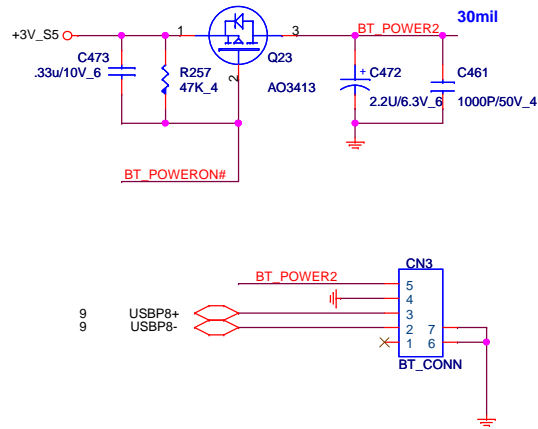 30mil
+3V_S5
1
3
BT_POWER2
C473
.33u/10V_6
R257
47K_4
2
Q23
AO3413
+
C472
2.2U/6.3V_6
C461
1000P/50V_4
BT_POWERON#
CN3
BT_POWER2
5
4
9 USBP8+
3
9 USBP8-
2 7
1 6
BT_CONN